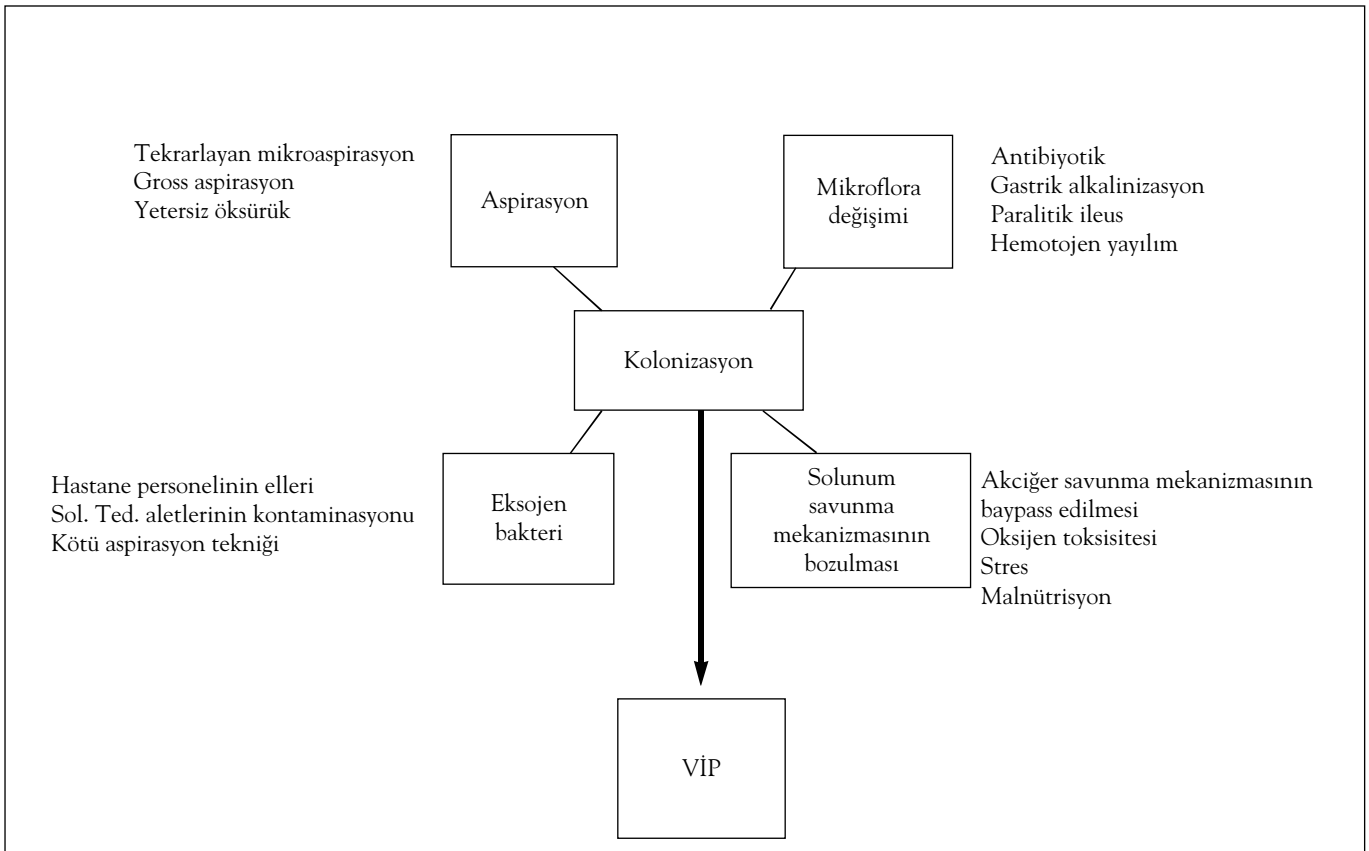 Tekrarlayan mikroaspirasyon
Gross aspirasyon
Yetersiz öksürük
Aspirasyon
Mikroflora
değişimi
Antibiyotik
Gastrik alkalinizasyon
Paralitik ileus
Hemotojen yayılım
Kolonizasyon
Hastane personelinin elleri
Sol. Ted. aletlerinin kontaminasyonu
Kötü aspirasyon tekniği
Eksojen
bakteri
Solunum
savunma
mekanizmasının
bozulması
Akciğer savunma mekanizmasının
baypass edilmesi
Oksijen toksisitesi
Stres
Malnütrisyon
VİP